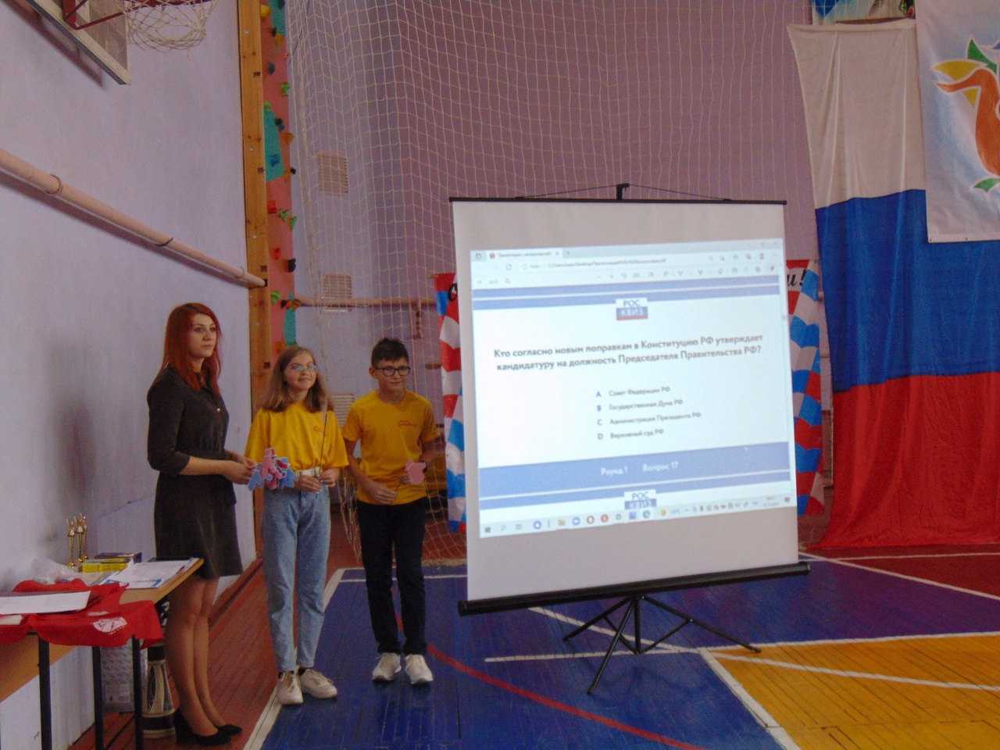 РОС
КВИЗ
Кто согласно новым поправкам в Конституцию РФ утверждает
кандидатуру на должность Председателя Правительства РФ?
A Совет Федерации РФ
B Государственная Дума РФ
C Администрация Президента РФ
D Верховный суд РФ
Раунд 1 Вопрос 17
РОС
КВИЗ
и!